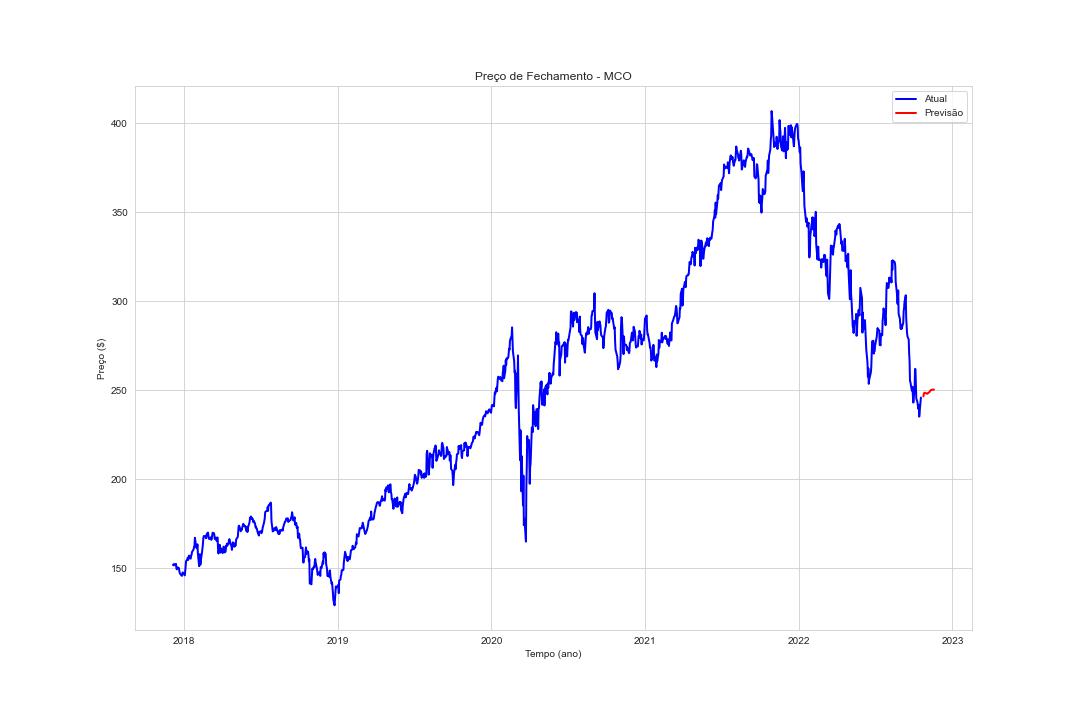 Preço de Fechamento - MCO
Atual
Previsão
Preço ($)
400
350
300
250
200
150
2018
2019
2020
2021
2022
2023
Tempo (ano)